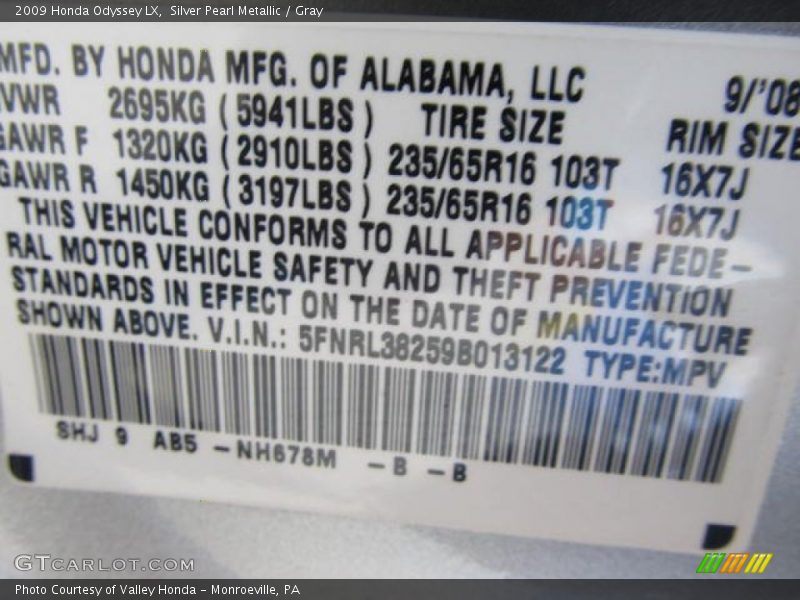 2009 Honda Odyssey LX, Silver Pearl Metallic / Gray
MFD. BY HONDA MFG. OF ALABAMA, LLC 9/'08
VWR 2695KG (5941LBS) TIRE SIZE RIM SIZE
GAWR F 1320KG (2910LBS) 235/65R16 103T 16X7J
GAWR R 1450KG (3197LBS) 235/65R16 103T 16X7J
THIS VEHICLE CONFORMS TO ALL APPLICABLE FEDE-
RAL MOTOR VEHICLE SAFETY AND THEFT PREVENTION
STANDARDS IN EFFECT ON THE DATE OF MANUFACTURE
SHOWN ABOVE. V.I.N.: 5FNRL38259B013122 TYPE:MPV
SHJ 9 AB5 -NH678M -B -B
GTCARLOT.COM
Photo Courtesy of Valley Honda - Monroeville, PA